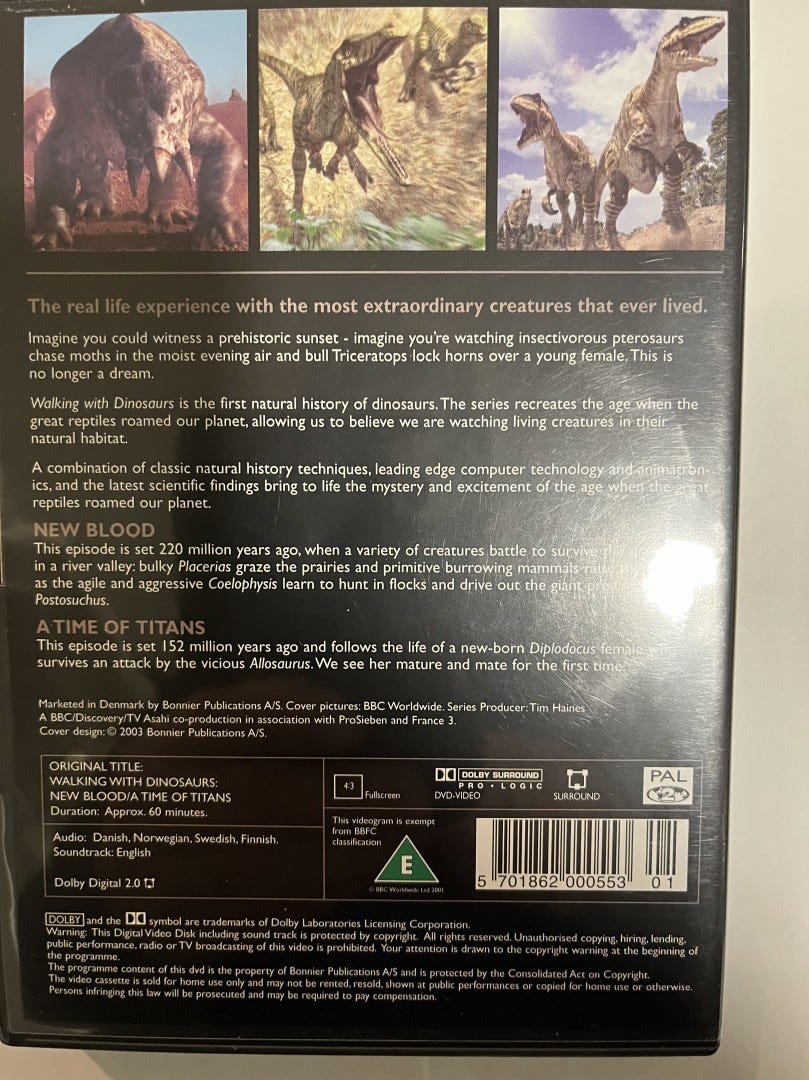 The real life experience with the most extraordinary creatures that ever lived.
Imagine you could witness a prehistoric sunset - imagine you're watching insectivorous pterosaurs
chase moths in the moist evening air and bull Triceratops lock horns over a young female. This is
no longer a dream.
Walking with Dinosaurs is the first natural history of dinosaurs. The series recreates the age when the
great reptiles roamed our planet, allowing us to believe we are watching living creatures in their
natural habitat.
A combination of classic natural history techniques, leading edge computer technology and animatron-
ics, and the latest scientific findings bring to life the mystery and excitement of the age when the great
reptiles roamed our planet.
NEW BLOOD
This episode is set 220 million years ago, when a variety of creatures battle to survive
in a river valley: bulky Placerias graze the prairies and primitive burrowing mammals
as the agile and aggressive Coelophysis learn to hunt in flocks and drive out the giant
Postosuchus.
A TIME OF TITANS
This episode is set 152 million years ago and follows the life of a new-born Diplodocus female
survives an attack by the vicious Allosaurus. We see her mature and mate for the first time.
Marketed in Denmark by Bonnier Publications A/S. Cover pictures: BBC Worldwide. Series Producer: Tim Haines
A BBC/Discovery/TV Asahi co-production in association with ProSieben and France 3.
Cover design: © 2003 Bonnier Publications A/S.
ORIGINAL TITLE:
WALKING WITH DINOSAURS:
NEW BLOOD/A TIME OF TITANS
Duration: Approx. 60 minutes.
Audio: Danish, Norwegian, Swedish, Finnish.
Soundtrack: English
Dolby Digital 2.0
4:3 Fullscreen
DOLBY SURROUND
PRO • LOGIC
DVD-VIDEO
SURROUND
PAL
2
This videogram is exempt
from BBFC
classification
E
© BBC Worldwide Ltd 2001
5 701862 000553 01
DOLBY and the symbol are trademarks of Dolby Laboratories Licensing Corporation.
Warning: This Digital Video Disk including sound track is protected by copyright. All rights reserved. Unauthorised copying, hiring, lending,
public performance, radio or TV broadcasting of this video is prohibited. Your attention is drawn to the copyright warning at the beginning of
the programme.
The programme content of this dvd is the property of Bonnier Publications A/S and is protected by the Consolidated Act on Copyright.
The video cassette is sold for home use only and may not be rented, resold, shown at public performances or copied for home use or otherwise.
Persons infringing this law will be prosecuted and may be required to pay compensation.